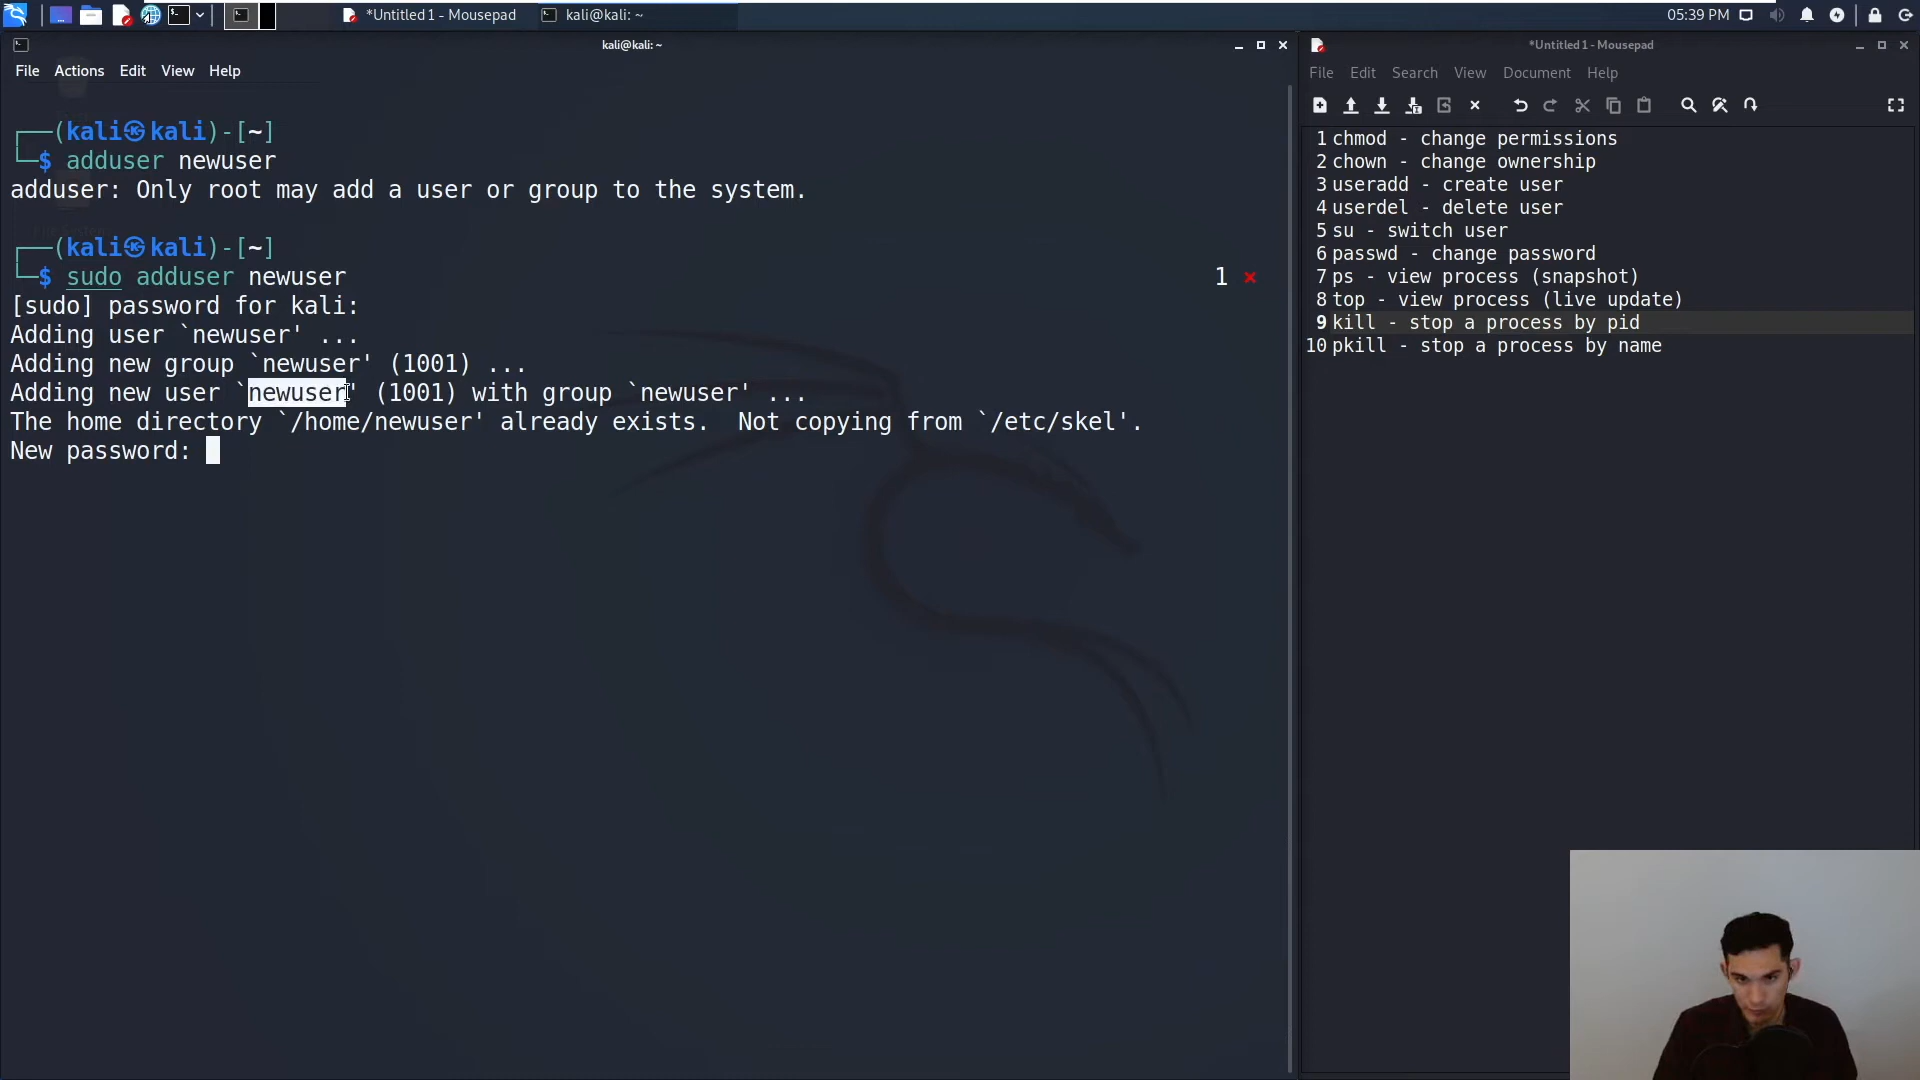 *Untitled 1 - Mousepad
kali@kali: ~
05:39 PM
kali@kali: ~
File Actions Edit View Help
┌──(kali㉿kali)-[~]
└─$ adduser newuser
adduser: Only root may add a user or group to the system.
┌──(kali㉿kali)-[~]
└─$ sudo adduser newuser 1 ⨯
[sudo] password for kali:
Adding user `newuser' ...
Adding new group `newuser' (1001) ...
Adding new user `newuser' (1001) with group `newuser' ...
The home directory `/home/newuser' already exists.  Not copying from `/etc/skel'.
New password:
*Untitled 1 - Mousepad
File Edit Search View Document Help
1 chmod - change permissions
2 chown - change ownership
3 useradd - create user
4 userdel - delete user
5 su - switch user
6 passwd - change password
7 ps - view process (snapshot)
8 top - view process (live update)
9 kill - stop a process by pid
10 pkill - stop a process by name